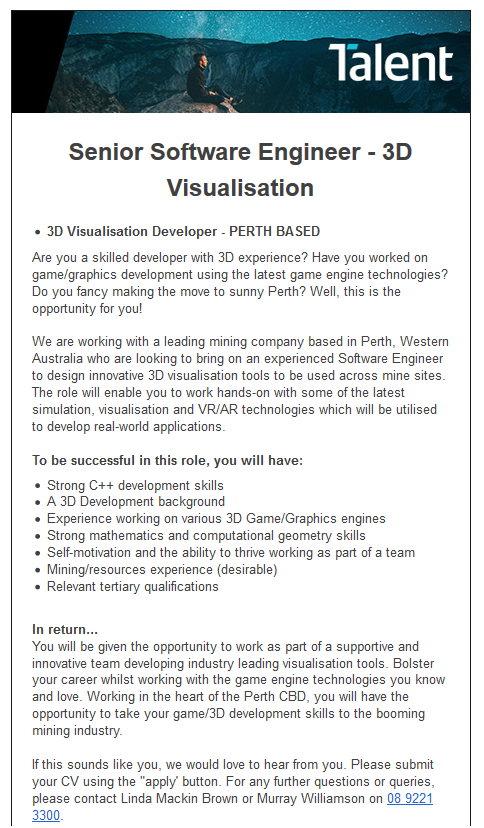 Talent
Senior Software Engineer - 3D
Visualisation
• 3D Visualisation Developer - PERTH BASED
Are you a skilled developer with 3D experience? Have you worked on
game/graphics development using the latest game engine technologies?
Do you fancy making the move to sunny Perth? Well, this is the
opportunity for you!
We are working with a leading mining company based in Perth, Western
Australia who are looking to bring on an experienced Software Engineer
to design innovative 3D visualisation tools to be used across mine sites.
The role will enable you to work hands-on with some of the latest
simulation, visualisation and VR/AR technologies which will be utilised
to develop real-world applications.
To be successful in this role, you will have:
• Strong C++ development skills
• A 3D Development background
• Experience working on various 3D Game/Graphics engines
• Strong mathematics and computational geometry skills
• Self-motivation and the ability to thrive working as part of a team
• Mining/resources experience (desirable)
• Relevant tertiary qualifications
In return...
You will be given the opportunity to work as part of a supportive and
innovative team developing industry leading visualisation tools. Bolster
your career whilst working with the game engine technologies you know
and love. Working in the heart of the Perth CBD, you will have the
opportunity to take your game/3D development skills to the booming
mining industry.
If this sounds like you, we would love to hear from you. Please submit
your CV using the "apply' button. For any further questions or queries,
please contact Linda Mackin Brown or Murray Williamson on 08 9221
3300.